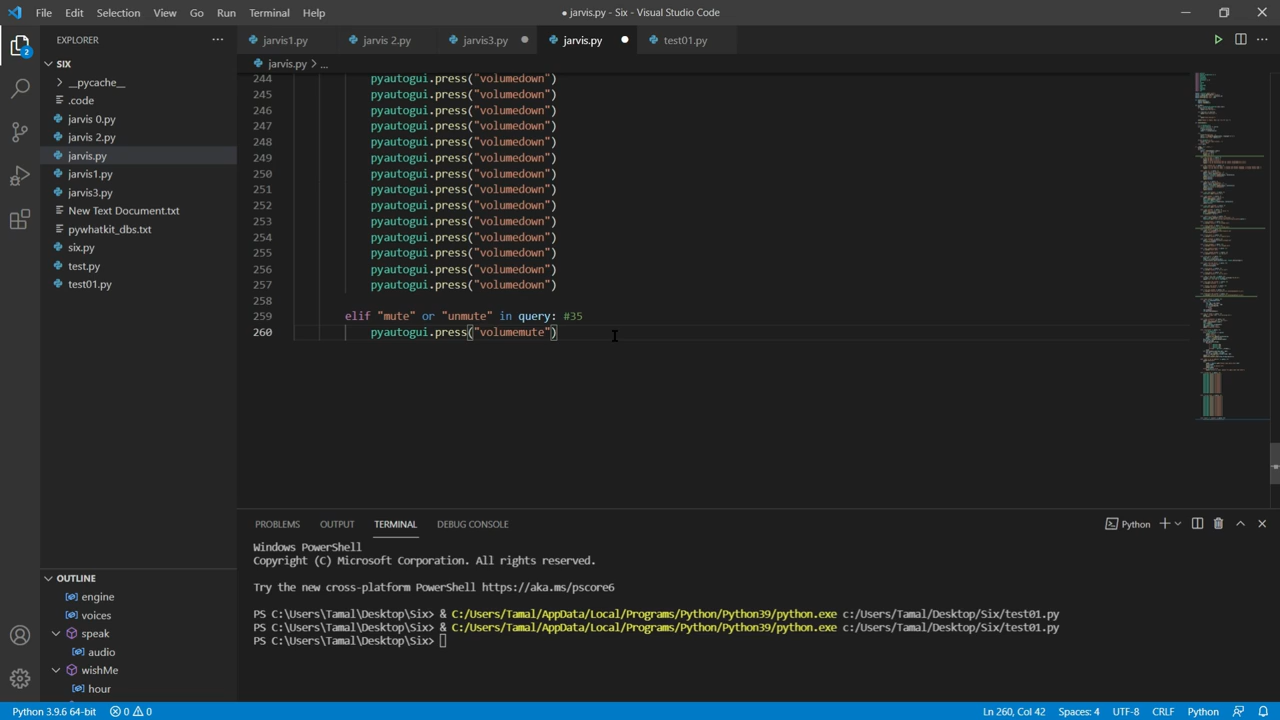 File Edit Selection View Go Run Terminal Help
● jarvis.py - Six - Visual Studio Code
EXPLORER
jarvis1.py
jarvis 2.py
jarvis3.py
jarvis.py
test01.py
jarvis.py > ...
2
SIX
__pycache__
.code
jarvis 0.py
jarvis 2.py
jarvis.py
jarvis1.py
jarvis3.py
New Text Document.txt
pywhatkit_dbs.txt
six.py
test.py
test01.py
244 pyautogui.press("volumedown")
245 pyautogui.press("volumedown")
246 pyautogui.press("volumedown")
247 pyautogui.press("volumedown")
248 pyautogui.press("volumedown")
249 pyautogui.press("volumedown")
250 pyautogui.press("volumedown")
251 pyautogui.press("volumedown")
252 pyautogui.press("volumedown")
253 pyautogui.press("volumedown")
254 pyautogui.press("volumedown")
255 pyautogui.press("volumedown")
256 pyautogui.press("volumedown")
257 pyautogui.press("volumedown")
258
259 elif "mute" or "unmute" in query: #35
260 pyautogui.press("volumemute")
OUTLINE
engine
voices
speak
audio
wishMe
hour
PROBLEMS OUTPUT TERMINAL DEBUG CONSOLE
Python
Windows PowerShell
Copyright (C) Microsoft Corporation. All rights reserved.
Try the new cross-platform PowerShell https://aka.ms/pscore6
PS C:\Users\Tamal\Desktop\Six> & C:/Users/Tamal/AppData/Local/Programs/Python/Python39/python.exe c:/Users/Tamal/Desktop/Six/test01.py
PS C:\Users\Tamal\Desktop\Six> & C:/Users/Tamal/AppData/Local/Programs/Python/Python39/python.exe c:/Users/Tamal/Desktop/Six/test01.py
PS C:\Users\Tamal\Desktop\Six>
Python 3.9.6 64-bit 0 0 Ln 260, Col 42 Spaces: 4 UTF-8 CRLF Python